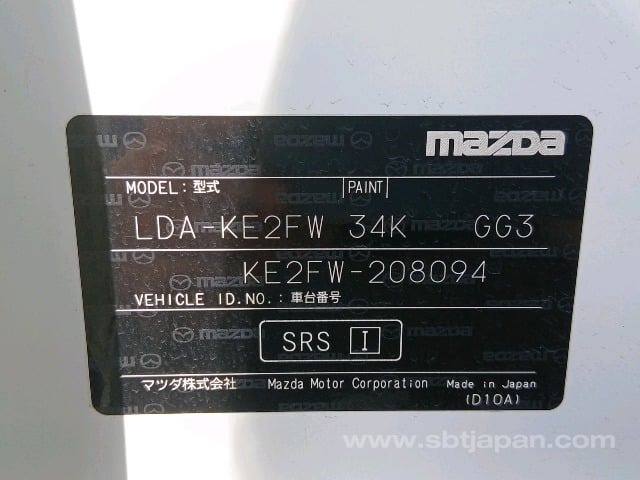 mazda
MODEL:型式 PAINT
LDA-KE2FW 34K GG3
KE2FW-208094
VEHICLE ID.NO.:車台番号
SRS I
マツダ株式会社 Mazda Motor Corporation Made in Japan
(D10A)
www.sbtjapan.com